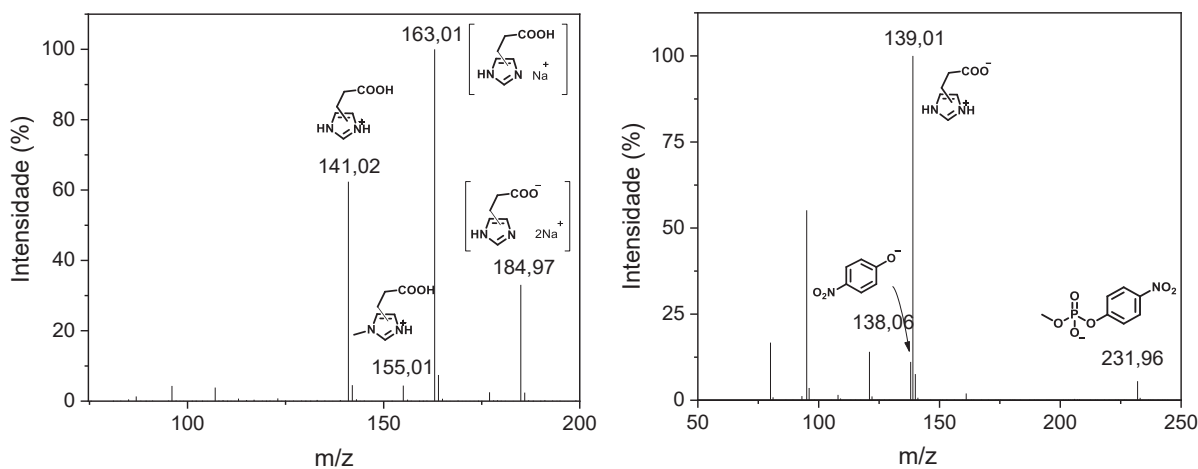 163,01
COOH
HN
N
Na+
COOH
HN
NH
+
141,02
COO-
HN
N
2Na+
184,97
COOH
N
NH
+
155,01
Intensidade (%)
100
80
60
40
20
0
100
150
200
m/z
139,01
COO-
HN
NH
+
O-
O2N
138,06
NO2
O
P
O
O
O-
231,96
Intensidade (%)
100
75
50
25
0
50
100
150
200
250
m/z